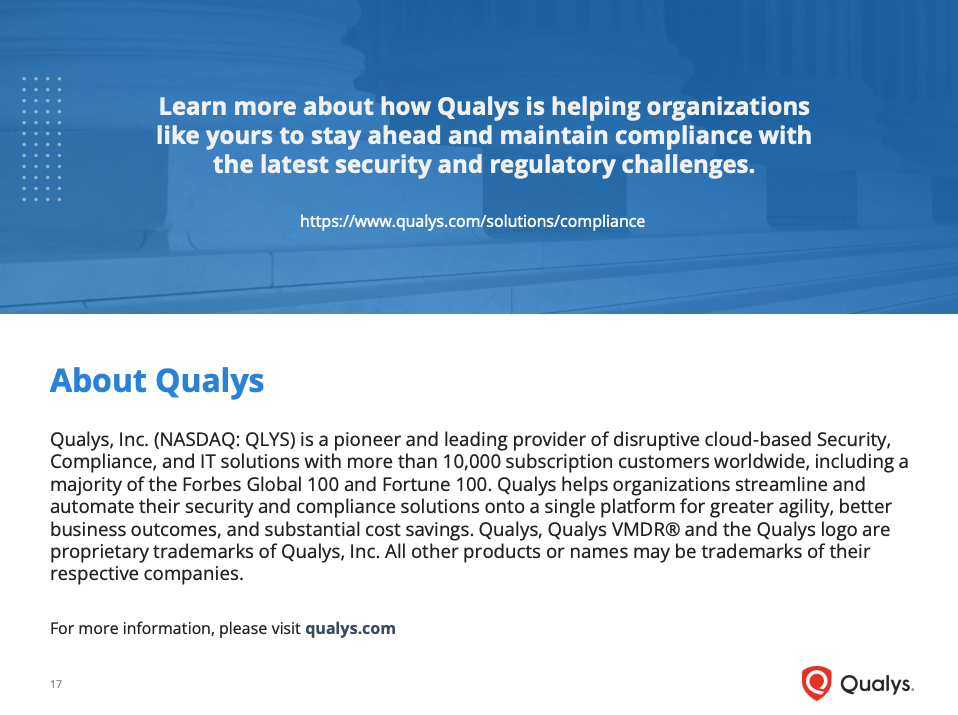 Learn more about how Qualys is helping organizations
like yours to stay ahead and maintain compliance with
the latest security and regulatory challenges.
https://www.qualys.com/solutions/compliance
About Qualys
Qualys, Inc. (NASDAQ: QLYS) is a pioneer and leading provider of disruptive cloud-based Security,
Compliance, and IT solutions with more than 10,000 subscription customers worldwide, including a
majority of the Forbes Global 100 and Fortune 100. Qualys helps organizations streamline and
automate their security and compliance solutions onto a single platform for greater agility, better
business outcomes, and substantial cost savings. Qualys, Qualys VMDR® and the Qualys logo are
proprietary trademarks of Qualys, Inc. All other products or names may be trademarks of their
respective companies.
For more information, please visit qualys.com
17
Qualys.